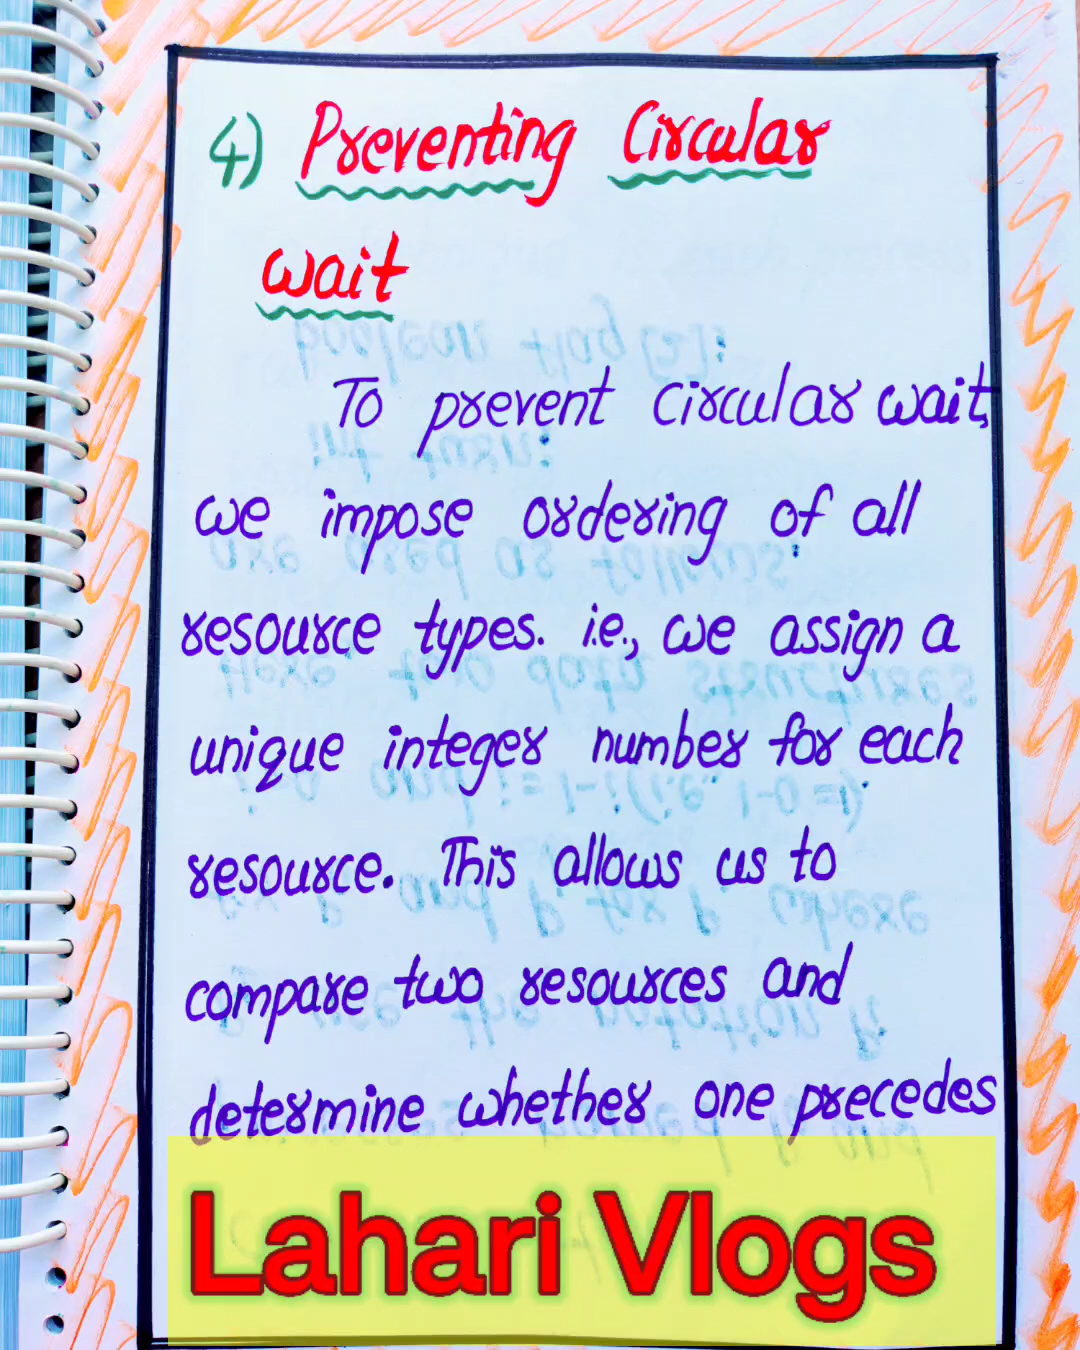 4) Preventing Circular
wait
To prevent circular wait,
we impose ordering of all
resource types. i.e., we assign a
unique integer number for each
resource. This allows us to
compare two resources and
determine whether one precedes
Lahari Vlogs